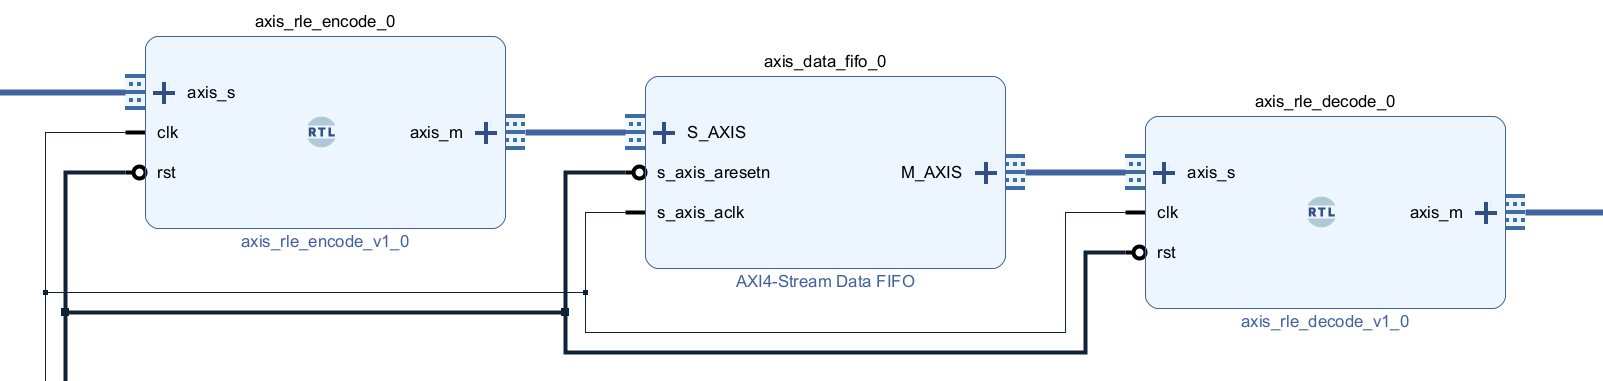 axis_rle_encode_0
axis_s
clk
rst
RTL
axis_m
axis_rle_encode_v1_0
axis_data_fifo_0
S_AXIS
s_axis_aresetn
s_axis_aclk
M_AXIS
AXI4-Stream Data FIFO
axis_rle_decode_0
axis_s
clk
rst
RTL
axis_m
axis_rle_decode_v1_0